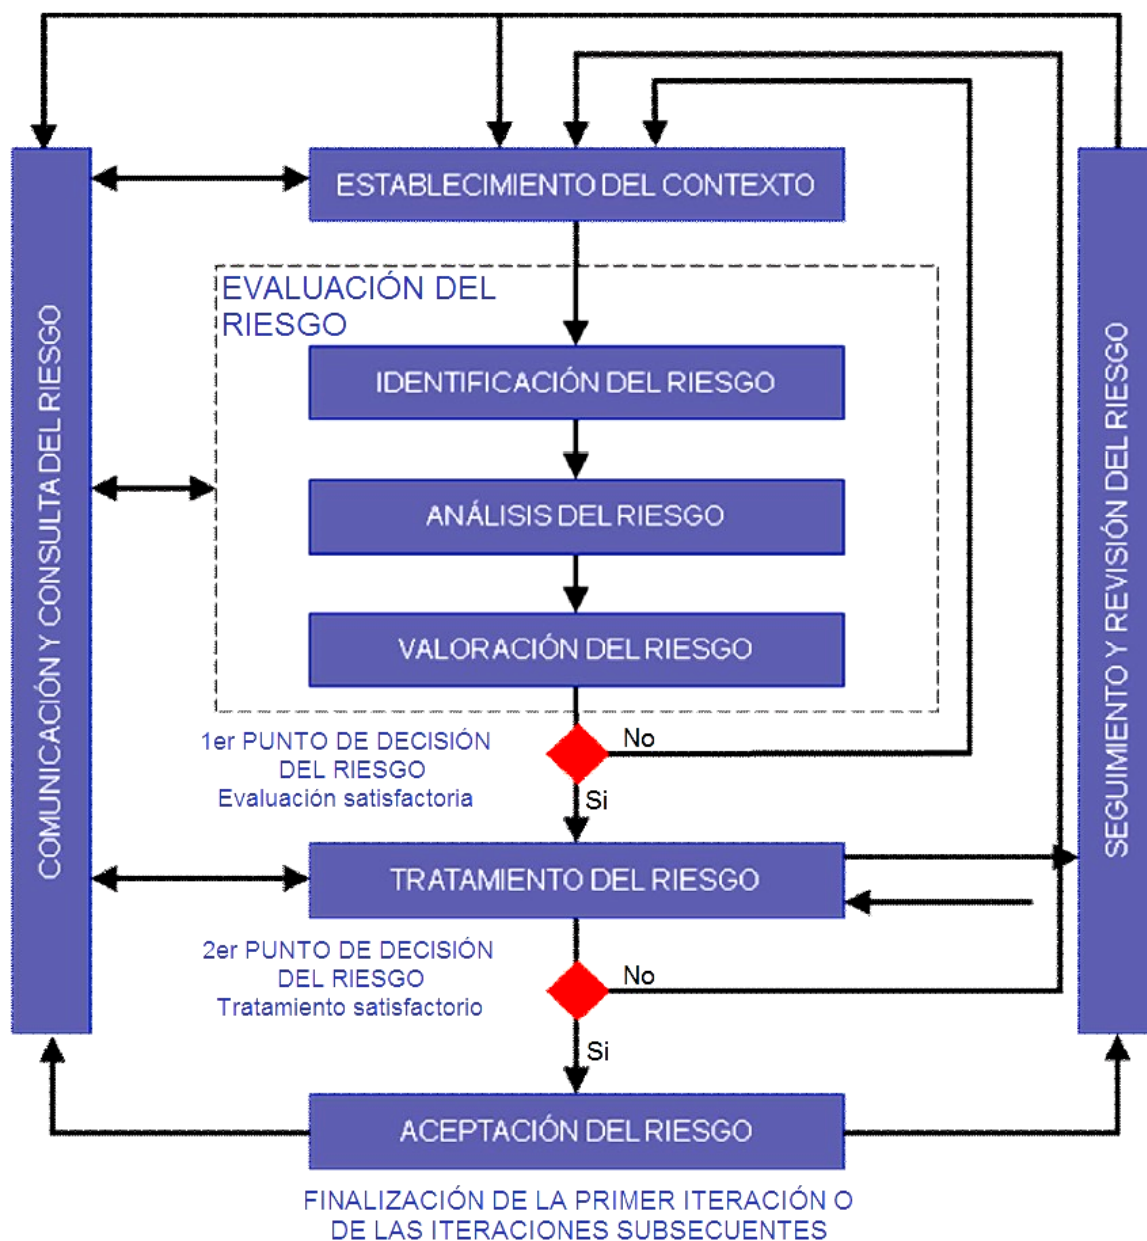 ESTABLECIMIENTO DEL CONTEXTO
EVALUACIÓN DEL
RIESGO
IDENTIFICACIÓN DEL RIESGO
ANÁLISIS DEL RIESGO
VALORACIÓN DEL RIESGO
1er PUNTO DE DECISIÓN
DEL RIESGO
Evaluación satisfactoria
No
Si
TRATAMIENTO DEL RIESGO
2er PUNTO DE DECISIÓN
DEL RIESGO
Tratamiento satisfactorio
No
Si
ACEPTACIÓN DEL RIESGO
FINALIZACIÓN DE LA PRIMER ITERACIÓN O
DE LAS ITERACIONES SUBSECUENTES
COMUNICACIÓN Y CONSULTA DEL RIESGO
SEGUIMIENTO Y REVISIÓN DEL RIESGO